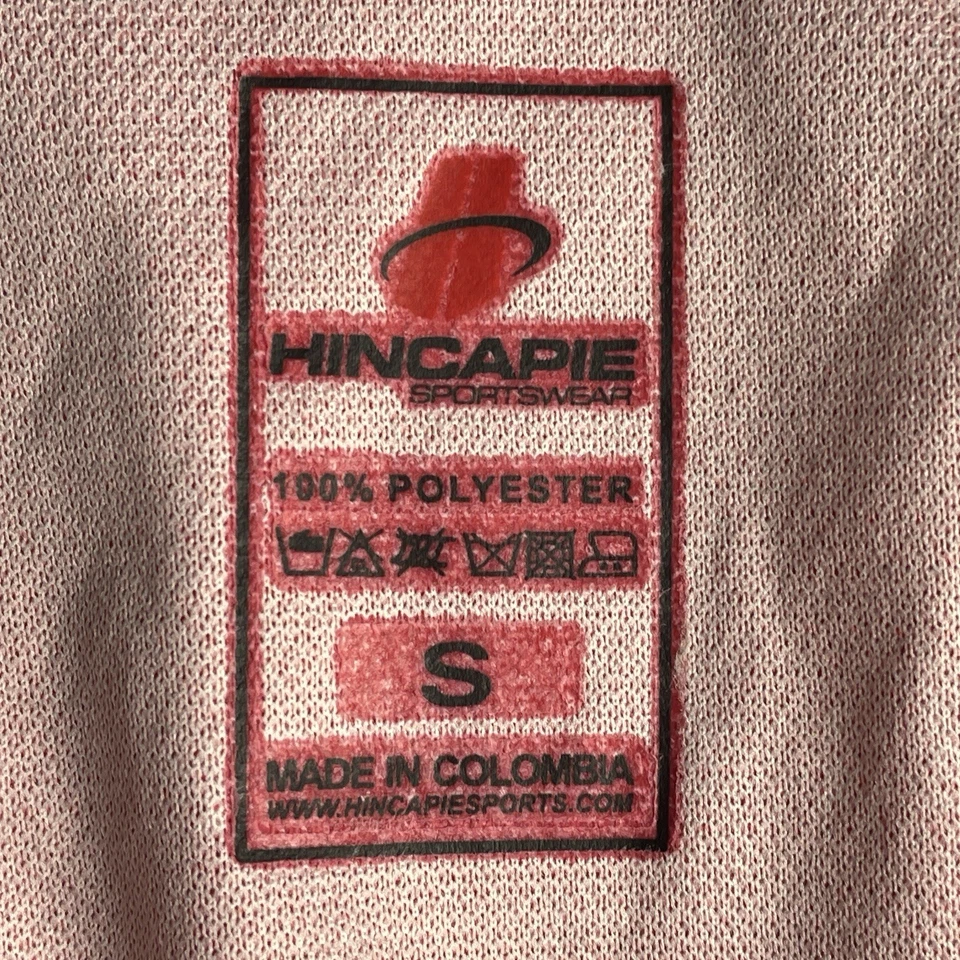 HINCAPIE
SPORTSWEAR
100% POLYESTER
S
MADE IN COLOMBIA
WWW.HINCAPIESPORTS.COM